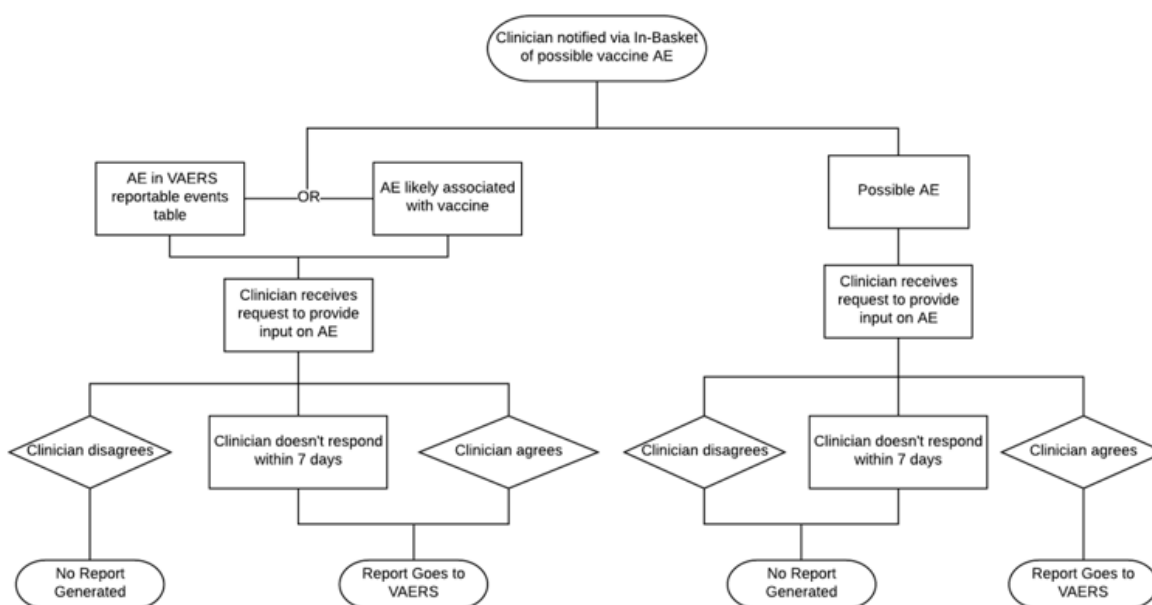 Clinician notified via In-Basket
of possible vaccine AE
AE in VAERS
reportable events
table
OR
AE likely associated
with vaccine
Possible AE
Clinician receives
request to provide
input on AE
Clinician receives
request to provide
input on AE
Clinician disagrees
Clinician doesn't respond
within 7 days
Clinician agrees
Clinician disagrees
Clinician doesn't respond
within 7 days
Clinician agrees
No Report
Generated
Report Goes to
VAERS
No Report
Generated
Report Goes to
VAERS